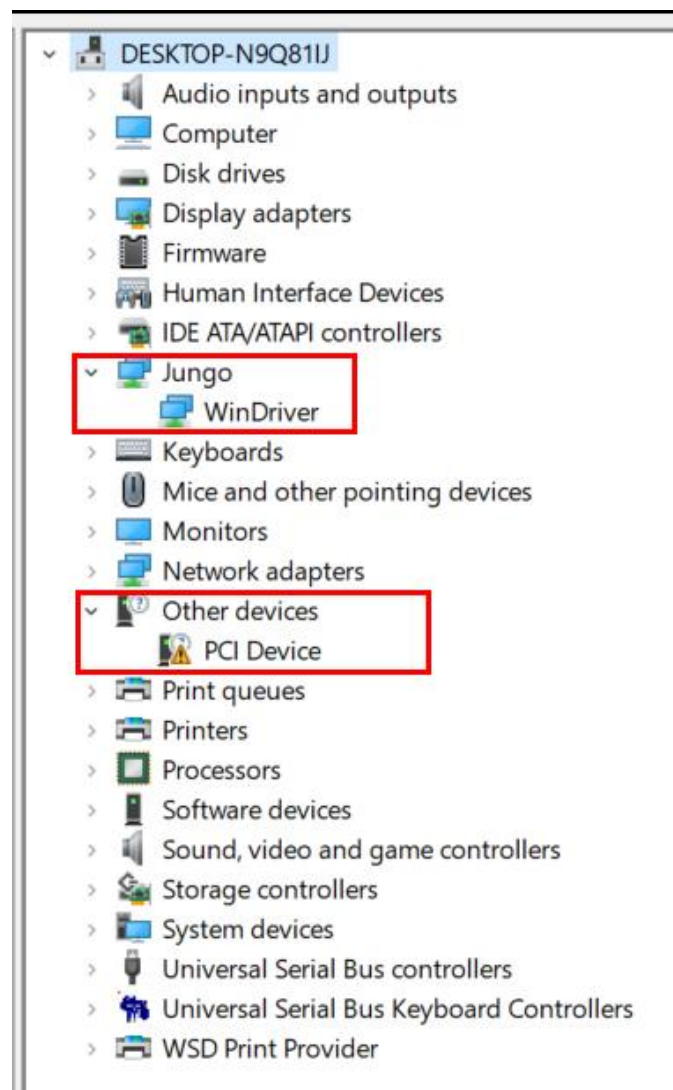 DESKTOP-N9Q81IJ
Audio inputs and outputs
Computer
Disk drives
Display adapters
Firmware
Human Interface Devices
IDE ATA/ATAPI controllers
Jungo
WinDriver
Keyboards
Mice and other pointing devices
Monitors
Network adapters
Other devices
PCI Device
Print queues
Printers
Processors
Software devices
Sound, video and game controllers
Storage controllers
System devices
Universal Serial Bus controllers
Universal Serial Bus Keyboard Controllers
WSD Print Provider